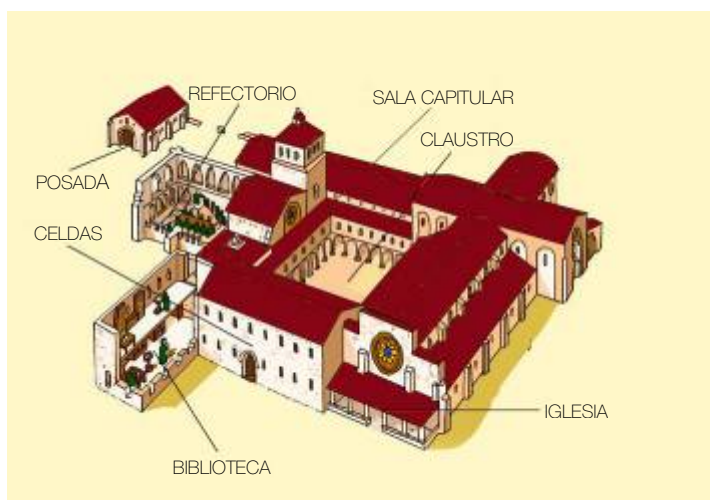 REFECTORIO
SALA CAPITULAR
CLAUSTRO
POSADA
CELDAS
IGLESIA
BIBLIOTECA